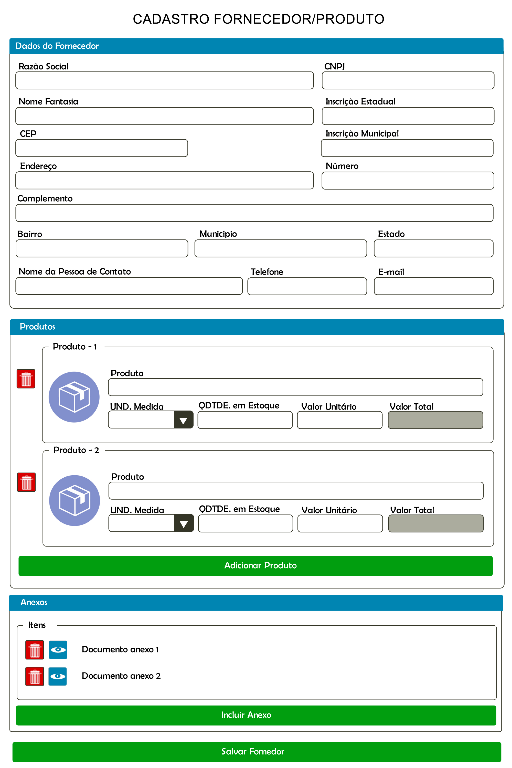 CADASTRO FORNECEDOR/PRODUTO
Dados do Fornecedor
Razão Social CNPJ
Nome Fantasia Inscrição Estadual
CEP Inscrição Municipal
Endereço Número
Complemento
Bairro Município Estado
Nome da Pessoa de Contato Telefone E-mail
Produtos
Produto - 1
Produto
UND. Medida QDTDE. em Estoque Valor Unitário Valor Total
Produto - 2
Produto
UND. Medida QDTDE. em Estoque Valor Unitário Valor Total
Adicionar Produto
Anexos
Itens
Documento anexo 1
Documento anexo 2
Incluir Anexo
Salvar Fornedor